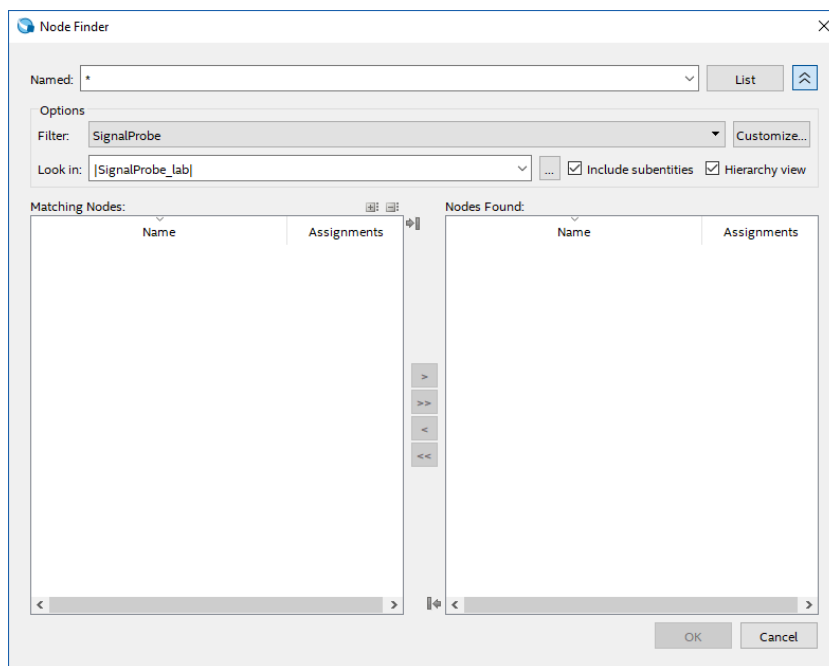 Node Finder
Named: * List
Options
Filter: SignalProbe Customize...
Look in: |SignalProbe_lab| ... Include subentities Hierarchy view
Matching Nodes: Nodes Found:
Name Assignments Name Assignments
>
>>
<
<<
OK Cancel